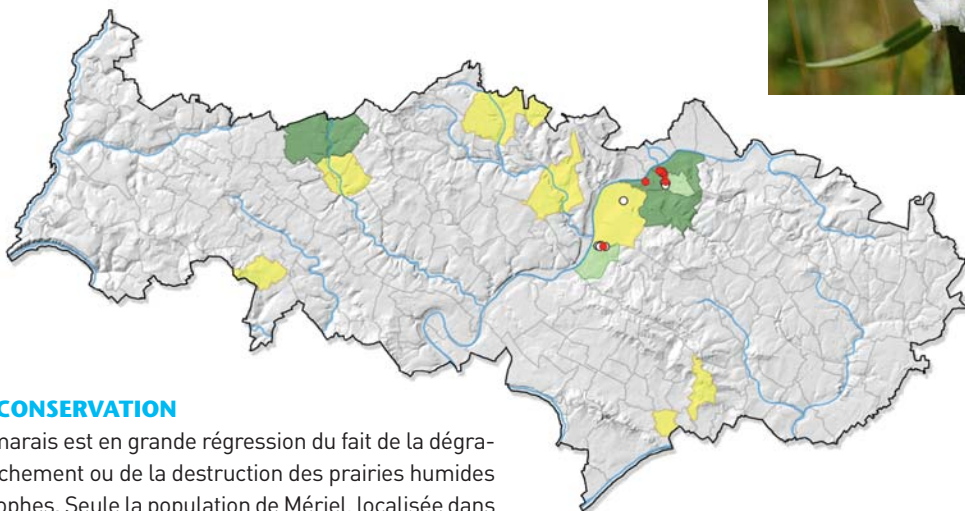 CONSERVATION
marais est en grande régression du fait de la dégra-
chement ou de la destruction des prairies humides
ophes. Seule la population de Mériel, localisée dans